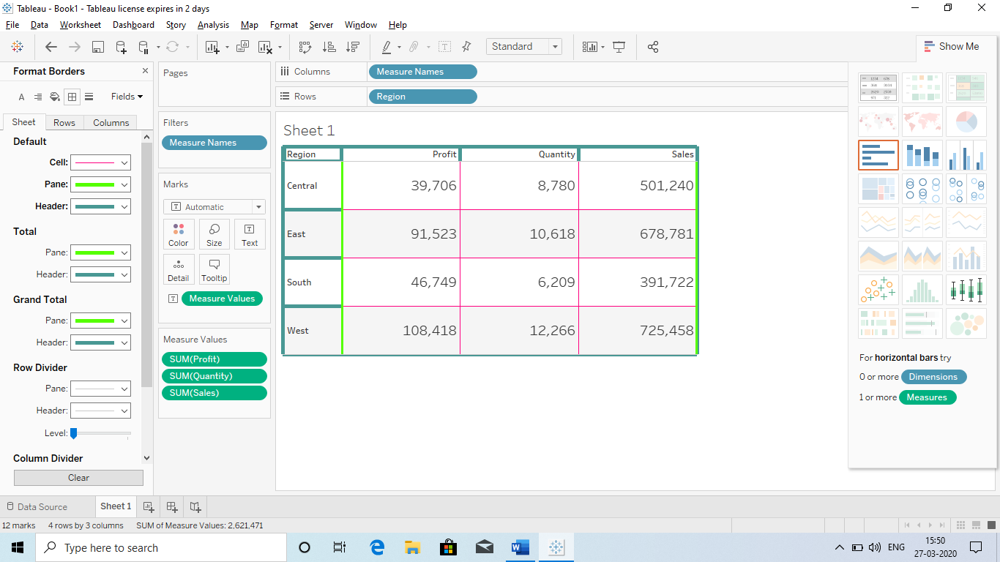 Tableau - Book1 - Tableau license expires in 2 days
File Data Worksheet Dashboard Story Analysis Map Format Server Window Help
Standard
Show Me
Format Borders
Fields
Sheet Rows Columns
Default
Cell:
Pane:
Header:
Total
Pane:
Header:
Grand Total
Pane:
Header:
Row Divider
Pane:
Header:
Level:
Column Divider
Clear
Pages
Filters
Measure Names
Marks
Automatic
Color Size Text
Detail Tooltip
Measure Values
Measure Values
SUM(Profit)
SUM(Quantity)
SUM(Sales)
Columns Measure Names
Rows Region
Sheet 1
Region Profit Quantity Sales
Central 39,706 8,780 501,240
East 91,523 10,618 678,781
South 46,749 6,209 391,722
West 108,418 12,266 725,458
For horizontal bars try
0 or more Dimensions
1 or more Measures
Data Source Sheet 1
12 marks 4 rows by 3 columns SUM of Measure Values: 2,621,471
Type here to search
ENG
15:50
27-03-2020